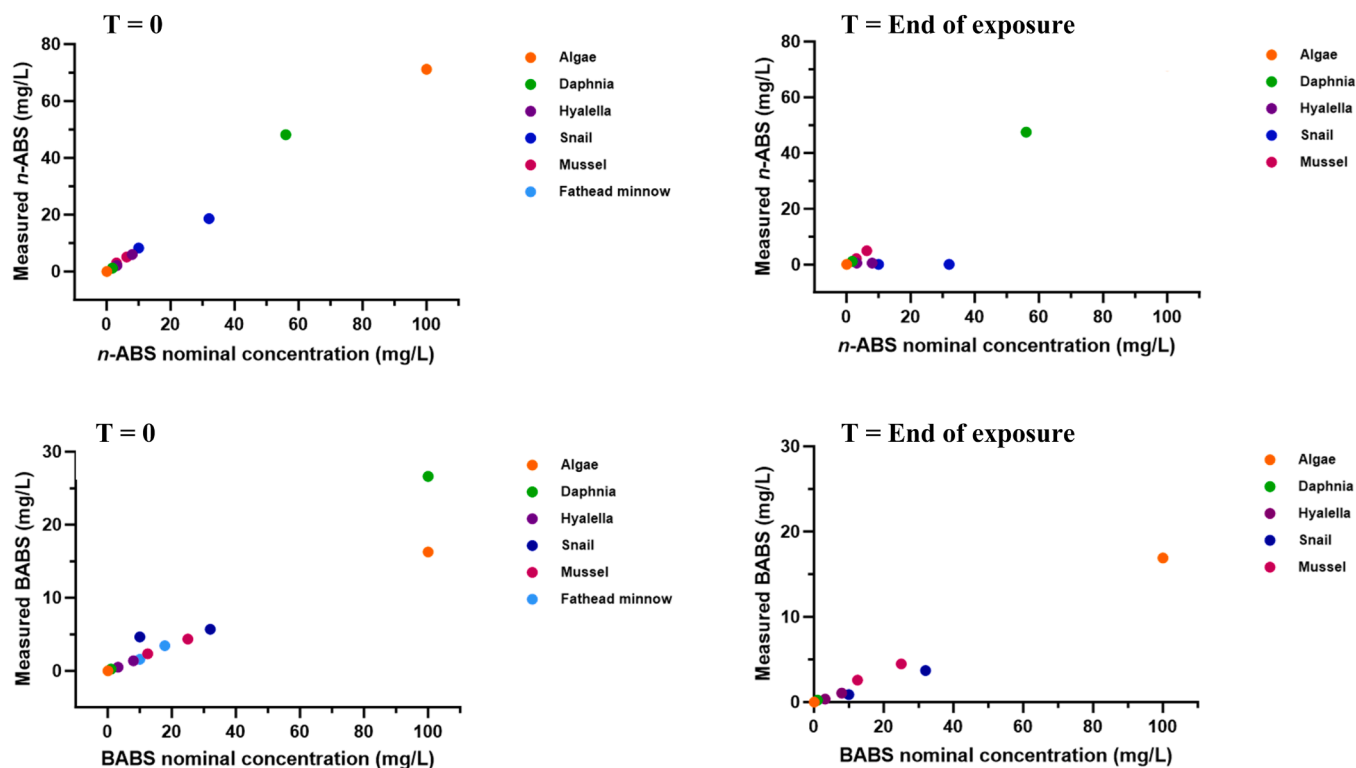 T = 0
Measured n-ABS (mg/L)
80
60
40
20
0
0 20 40 60 80 100
n-ABS nominal concentration (mg/L)
Algae
Daphnia
Hyalella
Snail
Mussel
Fathead minnow
T = End of exposure
Measured n-ABS (mg/L)
80
60
40
20
0
0 20 40 60 80 100
n-ABS nominal concentration (mg/L)
Algae
Daphnia
Hyalella
Snail
Mussel
T = 0
Measured BABS (mg/L)
30
20
10
0
0 20 40 60 80 100
BABS nominal concentration (mg/L)
Algae
Daphnia
Hyalella
Snail
Mussel
Fathead minnow
T = End of exposure
Measured BABS (mg/L)
30
20
10
0
0 20 40 60 80 100
BABS nominal concentration (mg/L)
Algae
Daphnia
Hyalella
Snail
Mussel